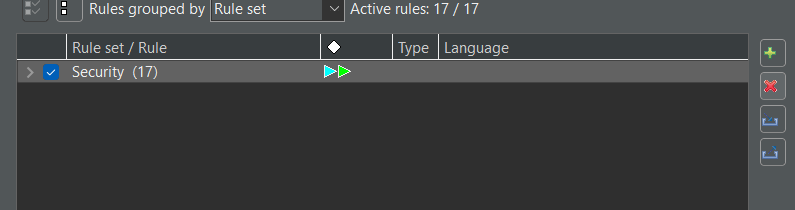 Rules grouped by Rule set Active rules: 17 / 17
Rule set / Rule Type Language
Security (17)